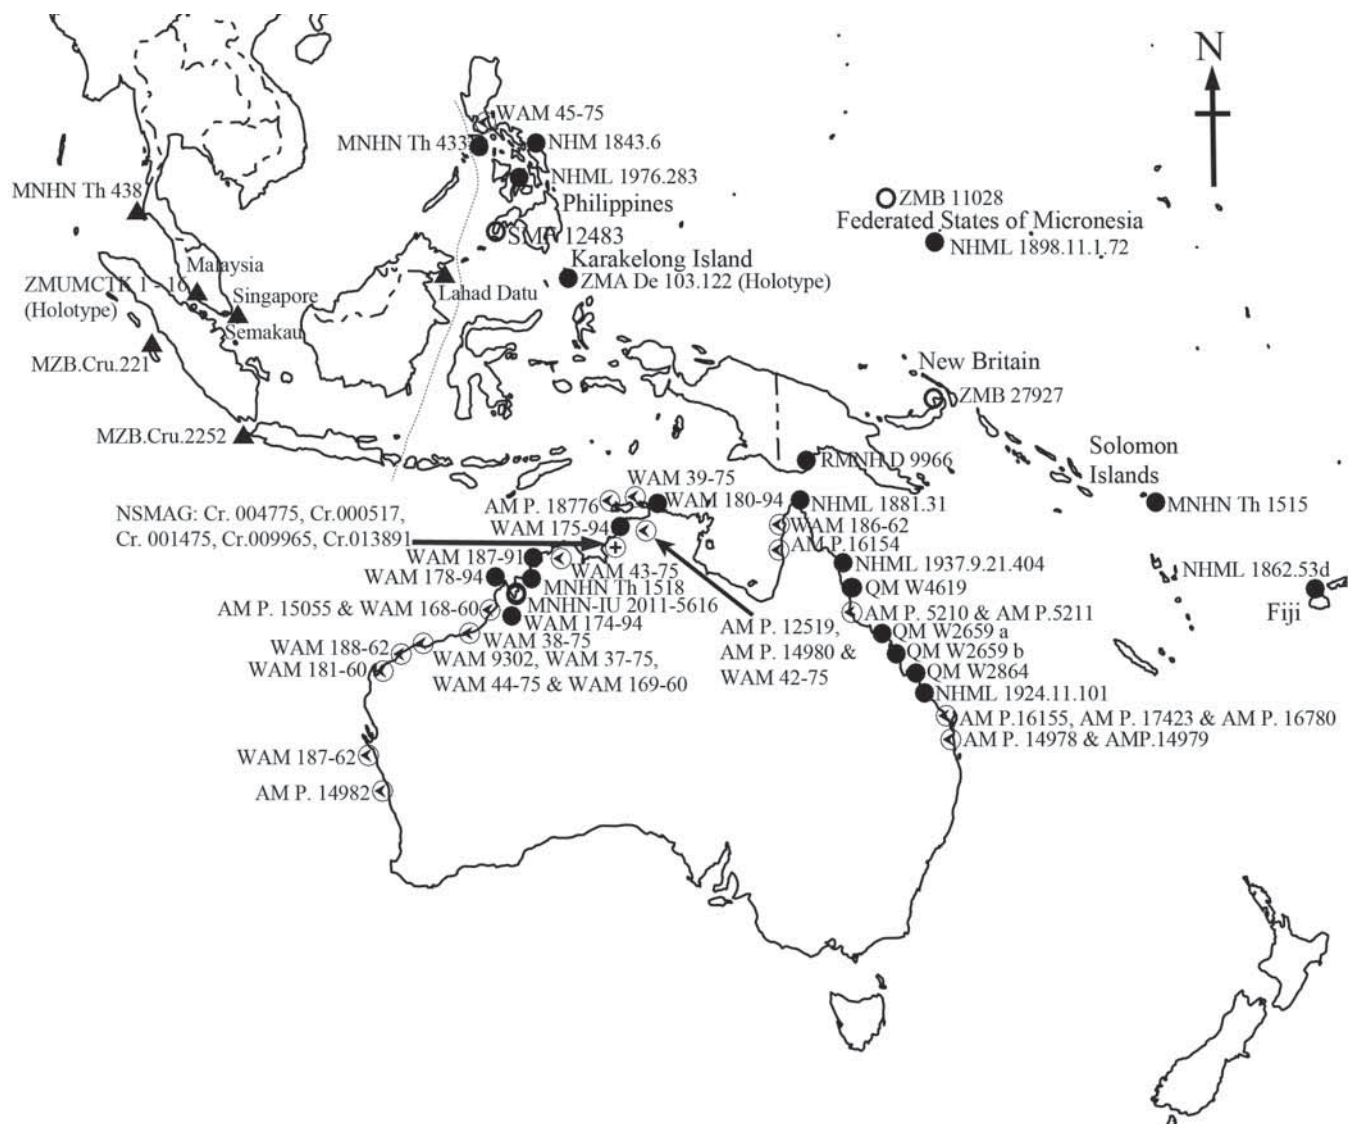 N
WAM 45-75
MNHN Th 433
NHM 1843.6
NHML 1976.283
MNHN Th 438
Philippines
ZMB 11028
Federated States of Micronesia
NHML 1898.11.1.72
SMF 12483
Karakelong Island
ZMA De 103.122 (Holotype)
Malaysia
ZMUMCTK 1 - 16
(Holotype)
Singapore
Semakau
Lahad Datu
MZB.Cru.221
New Britain
ZMB 27927
MZB.Cru.2252
Solomon
Islands
RMNH D 9966
WAM 39-75
AM P. 18776
WAM 180-94
NHML 1881.31
MNHN Th 1515
NSMAG: Cr. 004775, Cr.000517,
Cr. 001475, Cr.009965, Cr.013891
WAM 175-94
WAM 186-62
AM P.16154
WAM 187-91
WAM 43-75
NHML 1937.9.21.404
NHML 1862.53d
Fiji
WAM 178-94
MNHN Th 1518
QM W4619
AM P. 15055 & WAM 168-60
MNHN-IU 2011-5616
WAM 174-94
AM P. 5210 & AM P.5211
AM P. 12519,
AM P. 14980 &
WAM 42-75
QM W2659 a
QM W2659 b
QM W2864
NHML 1924.11.101
WAM 188-62
WAM 38-75
WAM 181-60
WAM 9302, WAM 37-75,
WAM 44-75 & WAM 169-60
AM P.16155, AM P. 17423 & AM P. 16780
AM P. 14978 & AMP.14979
WAM 187-62
AM P. 14982